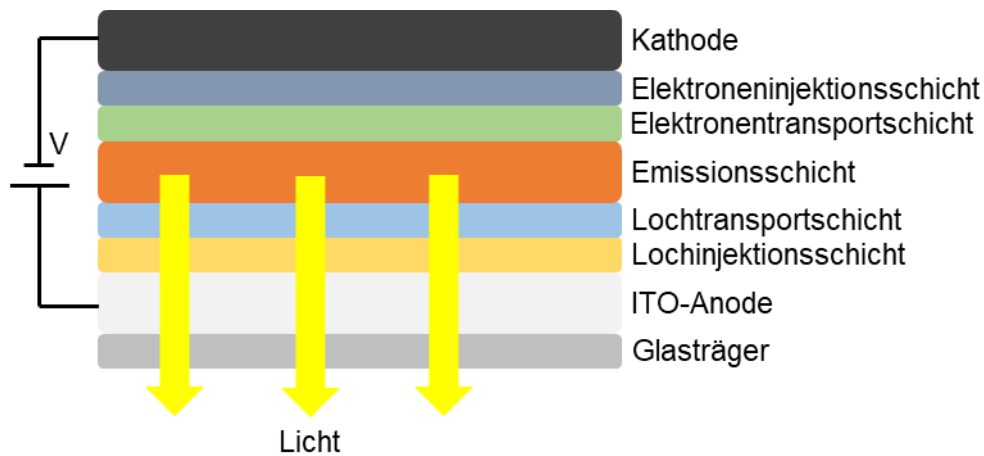 Kathode
Elektroneninjektionsschicht
Elektronentransportschicht
V
Emissionsschicht
Lochtransportschicht
Lochinjektionsschicht
ITO-Anode
Glasträger
Licht